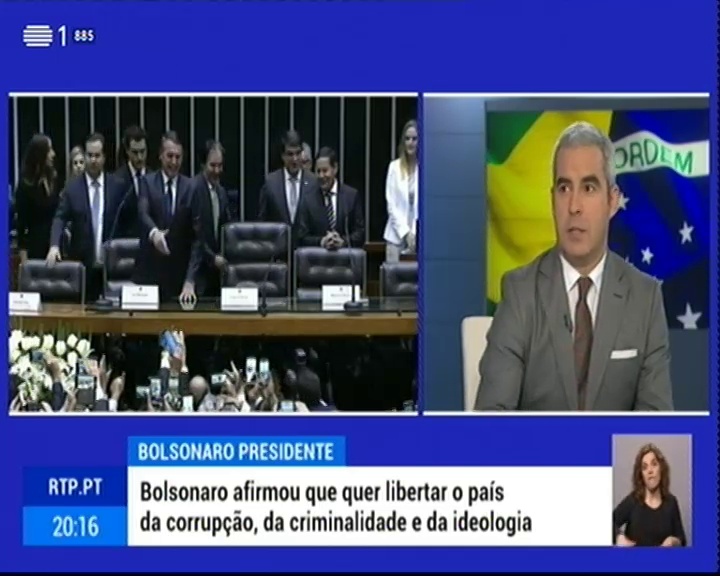 1 885
ORDEM
BOLSONARO PRESIDENTE
RTP.PT
Bolsonaro afirmou que quer libertar o país
20:16
da corrupção, da criminalidade e da ideologia